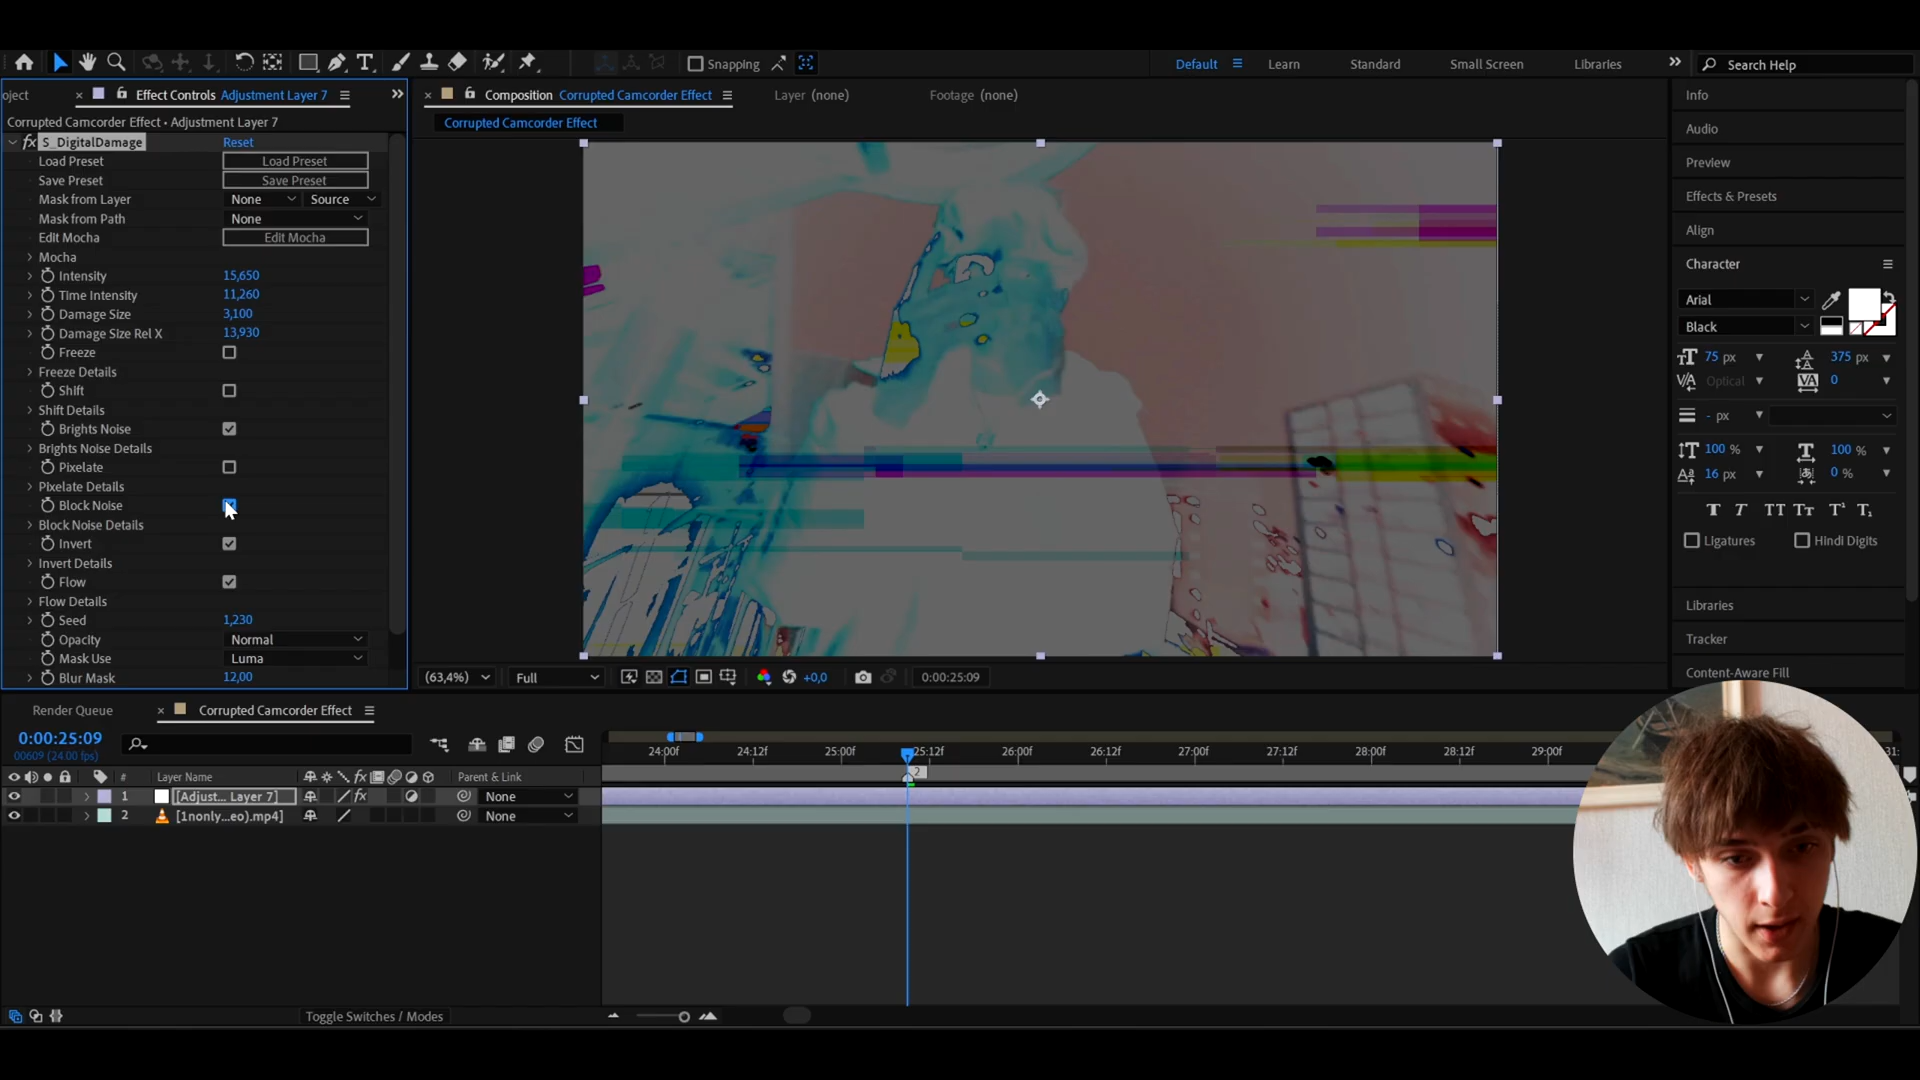 Snapping
Default
Learn
Standard
Small Screen
Libraries
Search Help
oject
Effect Controls Adjustment Layer 7
Composition Corrupted Camcorder Effect
Layer (none)
Footage (none)
Corrupted Camcorder Effect • Adjustment Layer 7
Corrupted Camcorder Effect
fx S_DigitalDamage Reset
Load Preset Load Preset
Save Preset Save Preset
Mask from Layer None Source
Mask from Path None
Edit Mocha Edit Mocha
Mocha
Intensity 15,650
Time Intensity 11,260
Damage Size 3,100
Damage Size Rel X 13,930
Freeze
Freeze Details
Shift
Shift Details
Brights Noise
Brights Noise Details
Pixelate
Pixelate Details
Block Noise
Block Noise Details
Invert
Invert Details
Flow
Flow Details
Seed 1,230
Opacity Normal
Mask Use Luma
Blur Mask 12,00
(63,4%) Full +0,0 0:00:25:09
Info
Audio
Preview
Effects & Presets
Align
Character
Arial
Black
75 px 375 px
Optical 0
- px
100 % 100 %
16 px 0 %
T T TT Tт T¹ T₁
Ligatures Hindi Digits
Libraries
Tracker
Content-Aware Fill
Render Queue
Corrupted Camcorder Effect
0:00:25:09
00609 (24.00 fps)
24:00f 24:12f 25:00f 25:12f 26:00f 26:12f 27:00f 27:12f 28:00f 28:12f 29:00f 31:
2
# Layer Name fx Parent & Link
1 [Adjust... Layer 7] fx None
2 [1nonly...eo).mp4] None
Toggle Switches / Modes